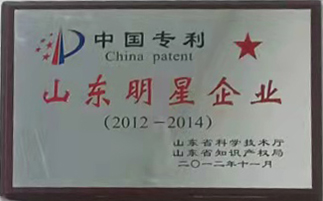 中国专利
China patent
山东明星企业
(2012-2014)
山东省科学技术厅
山东省知识产权局
二〇一二年十一月